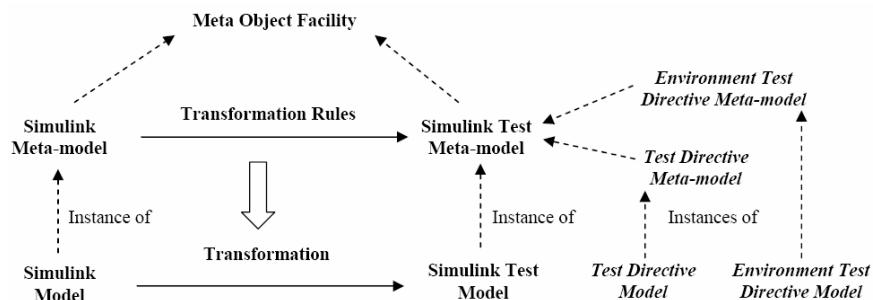 Meta Object Facility
Environment Test
Directive Meta-model
Transformation Rules
Simulink
Meta-model
Simulink Test
Meta-model
Test Directive
Meta-model
Instance of
Instance of
Instances of
Transformation
Simulink
Model
Simulink Test
Model
Test Directive
Model
Environment Test
Directive Model